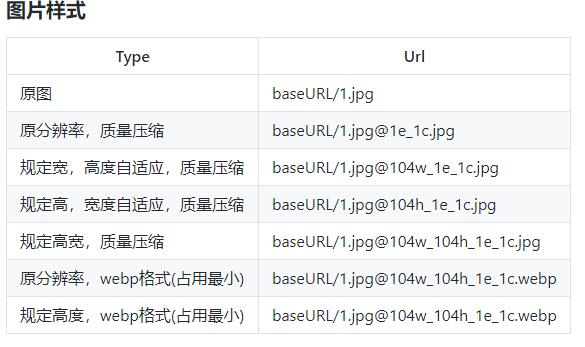 图片样式
Type Url
原图 baseURL/1.jpg
原分辨率，质量压缩 baseURL/1.jpg@1e_1c.jpg
规定宽，高度自适应，质量压缩 baseURL/1.jpg@104w_1e_1c.jpg
规定高，宽度自适应，质量压缩 baseURL/1.jpg@104h_1e_1c.jpg
规定高宽，质量压缩 baseURL/1.jpg@104w_104h_1e_1c.jpg
原分辨率，webp格式(占用最小) baseURL/1.jpg@104w_104h_1e_1c.webp
规定高度，webp格式(占用最小) baseURL/1.jpg@104w_104h_1e_1c.webp